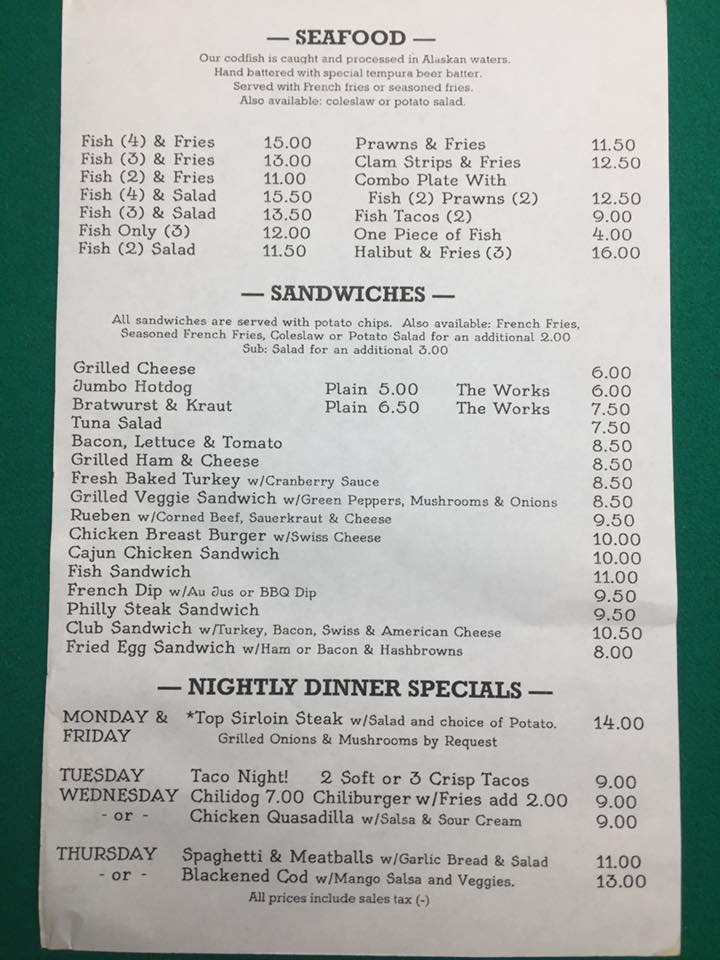 — SEAFOOD —
Our codfish is caught and processed in Alaskan waters.
Hand battered with special tempura beer batter.
Served with French fries or seasoned fries.
Also available: coleslaw or potato salad.
Fish (4) & Fries 15.00
Fish (3) & Fries 13.00
Fish (2) & Fries 11.00
Fish (4) & Salad 15.50
Fish (3) & Salad 13.50
Fish Only (3) 12.00
Fish (2) Salad 11.50
Prawns & Fries 11.50
Clam Strips & Fries 12.50
Combo Plate With
Fish (2) Prawns (2) 12.50
Fish Tacos (2) 9.00
One Piece of Fish 4.00
Halibut & Fries (3) 16.00
— SANDWICHES —
All sandwiches are served with potato chips. Also available: French Fries,
Seasoned French Fries, Coleslaw or Potato Salad for an additional 2.00
Sub: Salad for an additional 3.00
Grilled Cheese 6.00
Jumbo Hotdog Plain 5.00 The Works 6.00
Bratwurst & Kraut Plain 6.50 The Works 7.50
Tuna Salad 7.50
Bacon, Lettuce & Tomato 8.50
Grilled Ham & Cheese 8.50
Fresh Baked Turkey w/Cranberry Sauce 8.50
Grilled Veggie Sandwich w/Green Peppers, Mushrooms & Onions 8.50
Rueben w/Corned Beef, Sauerkraut & Cheese 9.50
Chicken Breast Burger w/Swiss Cheese 10.00
Cajun Chicken Sandwich 10.00
Fish Sandwich 11.00
French Dip w/Au Jus or BBQ Dip 9.50
Philly Steak Sandwich 9.50
Club Sandwich w/Turkey, Bacon, Swiss & American Cheese 10.50
Fried Egg Sandwich w/Ham or Bacon & Hashbrowns 8.00
— NIGHTLY DINNER SPECIALS —
MONDAY & *Top Sirloin Steak w/Salad and choice of Potato. 14.00
FRIDAY Grilled Onions & Mushrooms by Request
TUESDAY Taco Night! 2 Soft or 3 Crisp Tacos 9.00
WEDNESDAY Chilidog 7.00 Chiliburger w/Fries add 2.00 9.00
- or - Chicken Quasadilla w/Salsa & Sour Cream 9.00
THURSDAY Spaghetti & Meatballs w/Garlic Bread & Salad 11.00
- or - Blackened Cod w/Mango Salsa and Veggies. 13.00
All prices include sales tax (-)